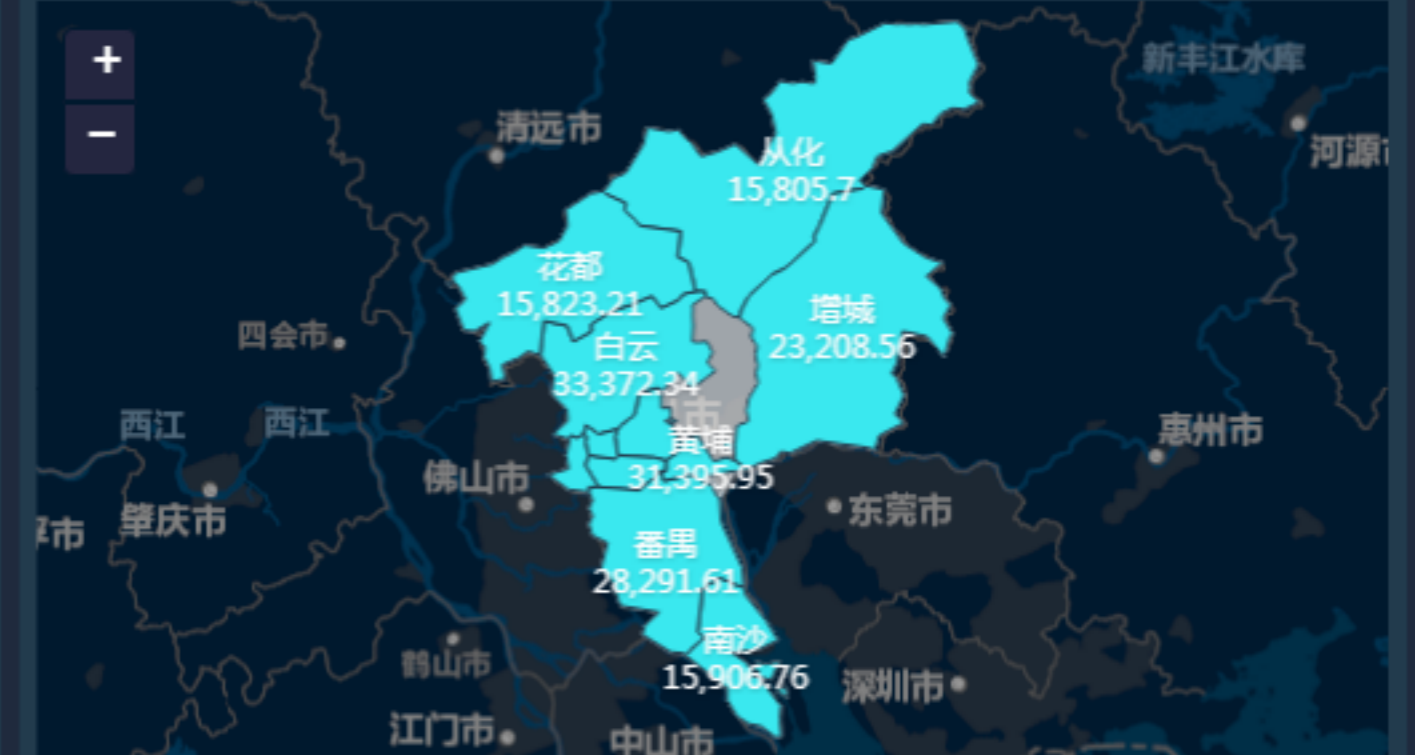 +
新丰江水库
清远市
从化
河源
15,805.7
花都
15,823.21
增城
四会市
白云
23,208.56
33,372.34
西江
西江
市
惠州市
黄埔
佛山市
31,395.95
肇庆市
东莞市
市
番禺
28,291.61
南沙
鹤山市
15,906.76
深圳市
江门市
中山市